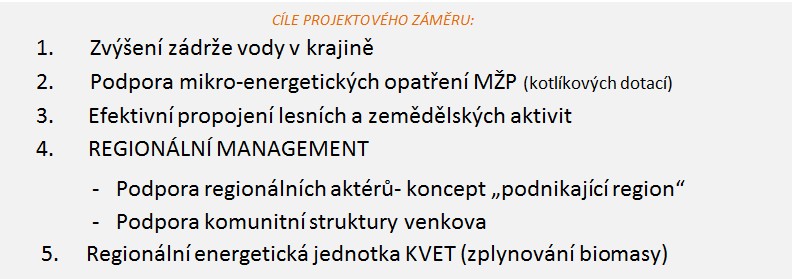 CÍLE PROJEKTOVÉHO ZÁMĚRU:
1. Zvýšení zádrže vody v krajině
2. Podpora mikro-energetických opatření MŽP (kotlíkových dotací)
3. Efektivní propojení lesních a zemědělských aktivit
4. REGIONÁLNÍ MANAGEMENT
- Podpora regionálních aktérů- koncept „podnikající region“
- Podpora komunitní struktury venkova
5. Regionální energetická jednotka KVET (zplynování biomasy)